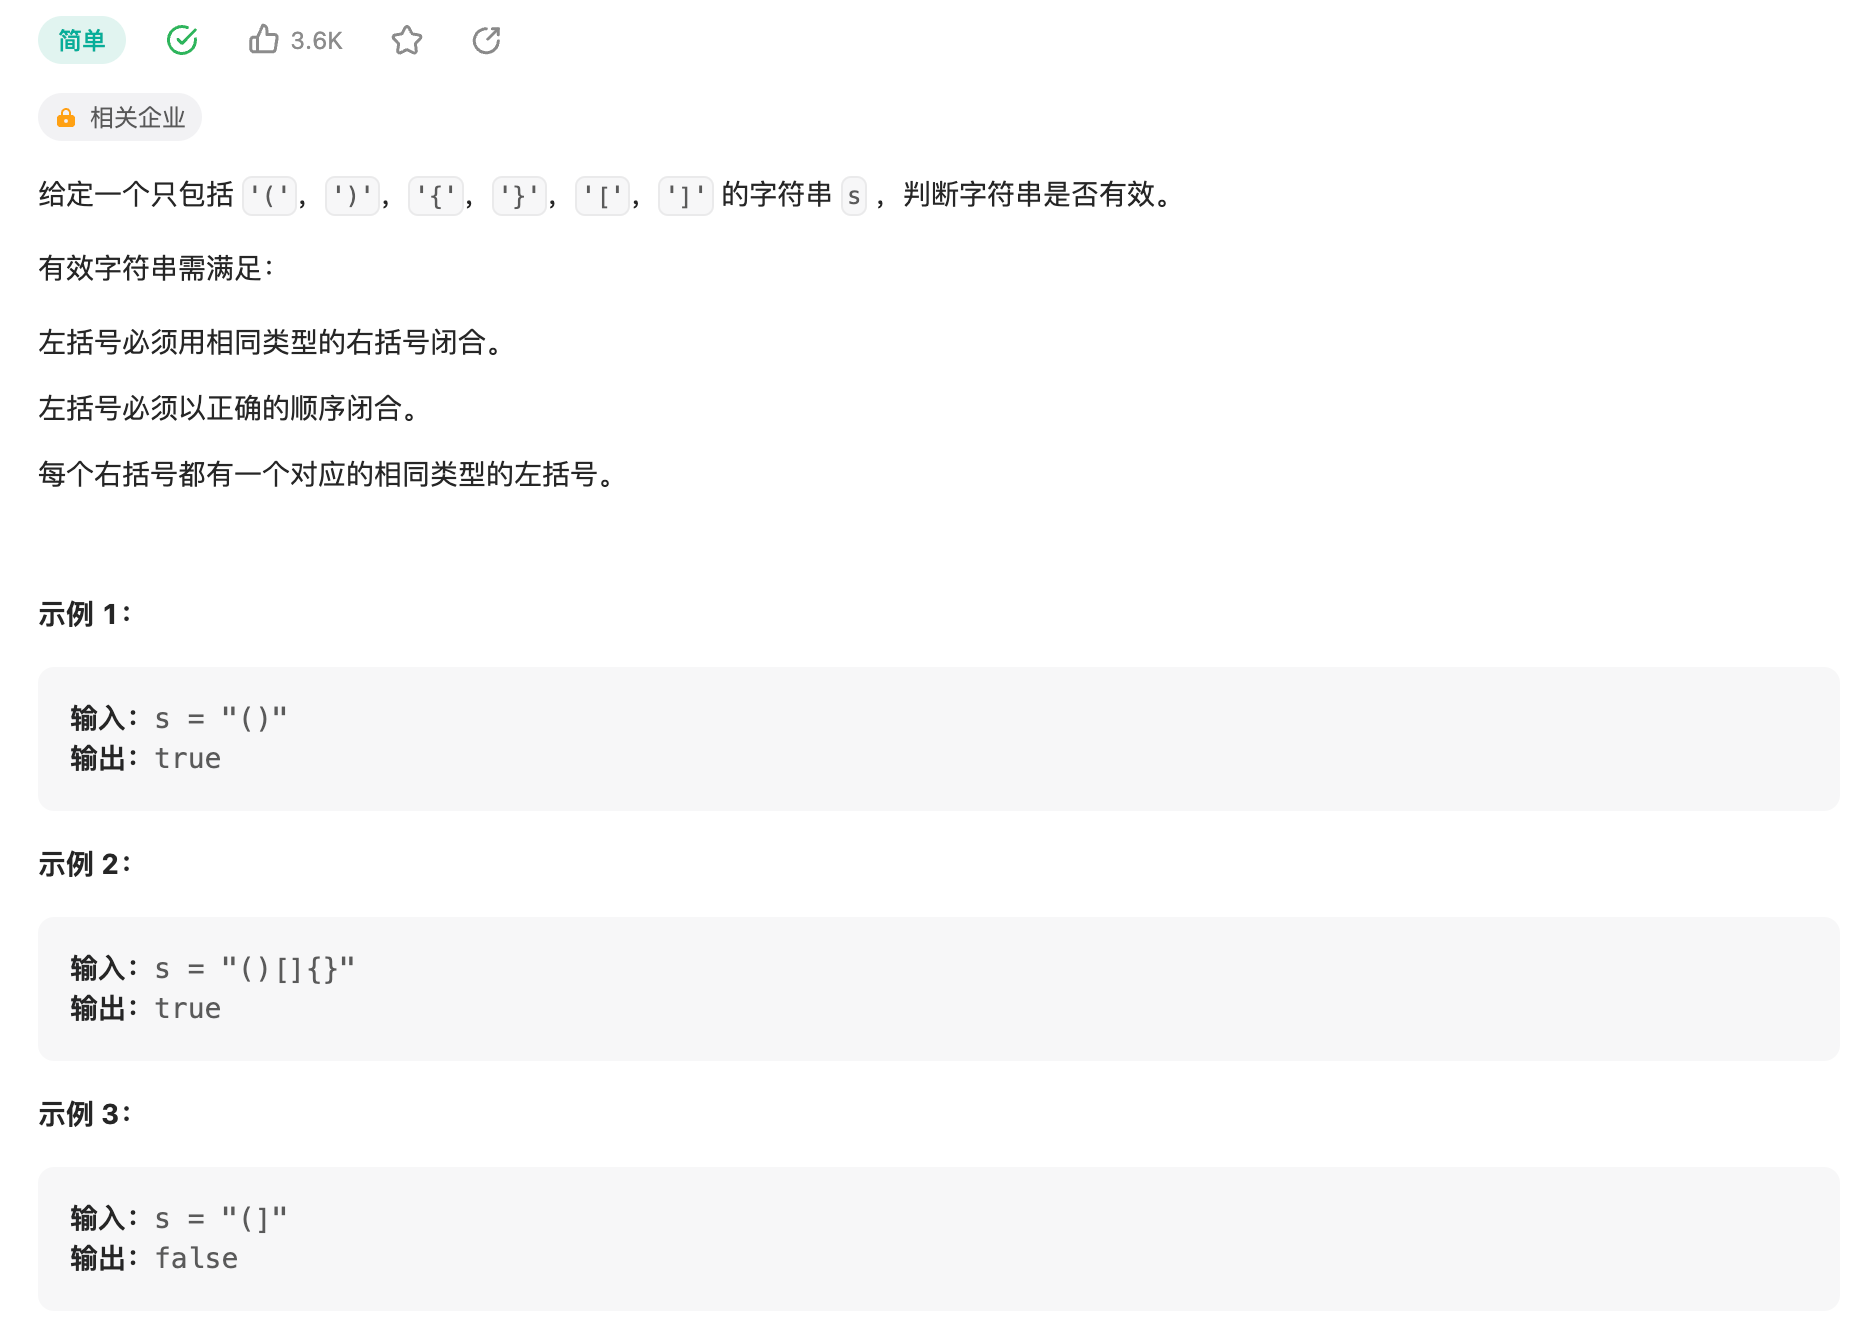 简单 3.6K
相关企业
给定一个只包括 '(', ')', '{', '}', '[', ']' 的字符串 s ，判断字符串是否有效。
有效字符串需满足：
左括号必须用相同类型的右括号闭合。
左括号必须以正确的顺序闭合。
每个右括号都有一个对应的相同类型的左括号。
示例 1：
输入：s = "()"
输出：true
示例 2：
输入：s = "()[]{}"
输出：true
示例 3：
输入：s = "(]"
输出：false